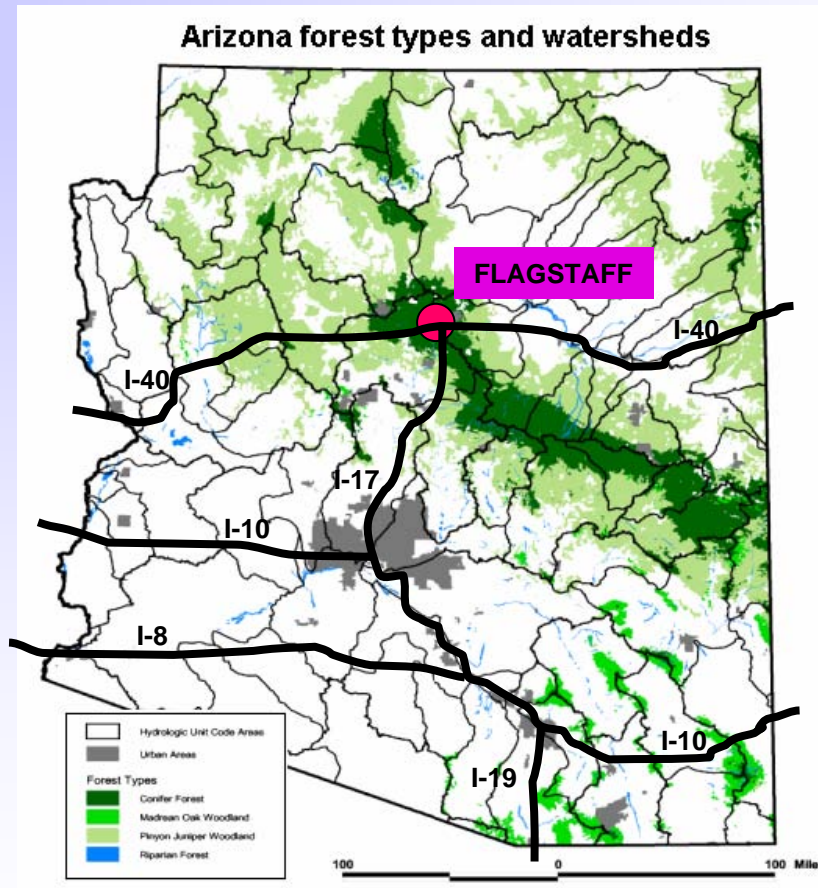 Arizona forest types and watersheds
FLAGSTAFF
I-40
I-40
I-17
I-10
I-8
I-10
I-19
Hydrologic Unit Code Areas
Urban Areas
Forest Types
Conifer Forest
Madrean Oak Woodland
Pinyon Juniper Woodland
Riparian Forest
100 0 100 Mile